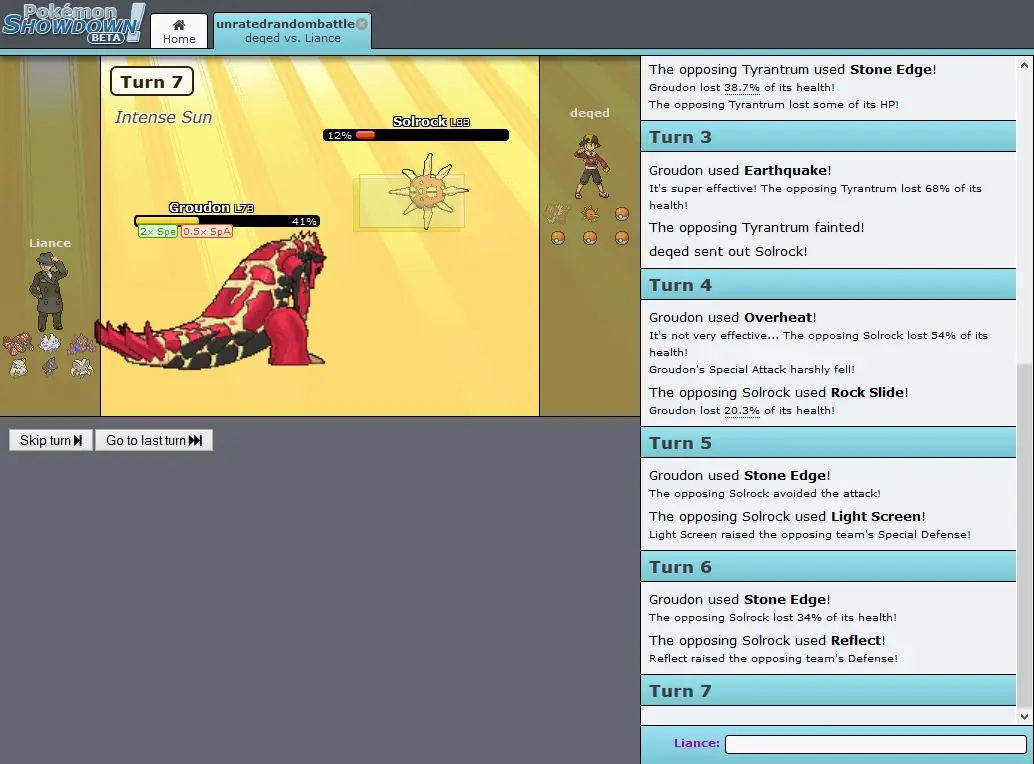 Pokémon
SHOWDOWN!
BETA
Home
unratedrandombattle
deqed vs. Liance
Turn 7
Intense Sun
Solrock L83
12%
Groudon L73
41%
2x Spe 0.5x SpA
Liance
deqed
Skip turn
Go to last turn
The opposing Tyrantrum used Stone Edge!
Groudon lost 38.7% of its health!
The opposing Tyrantrum lost some of its HP!
Turn 3
Groudon used Earthquake!
It's super effective! The opposing Tyrantrum lost 68% of its
health!
The opposing Tyrantrum fainted!
deqed sent out Solrock!
Turn 4
Groudon used Overheat!
It's not very effective... The opposing Solrock lost 54% of its
health!
Groudon's Special Attack harshly fell!
The opposing Solrock used Rock Slide!
Groudon lost 20.3% of its health!
Turn 5
Groudon used Stone Edge!
The opposing Solrock avoided the attack!
The opposing Solrock used Light Screen!
Light Screen raised the opposing team's Special Defense!
Turn 6
Groudon used Stone Edge!
The opposing Solrock lost 34% of its health!
The opposing Solrock used Reflect!
Reflect raised the opposing team's Defense!
Turn 7
Liance: